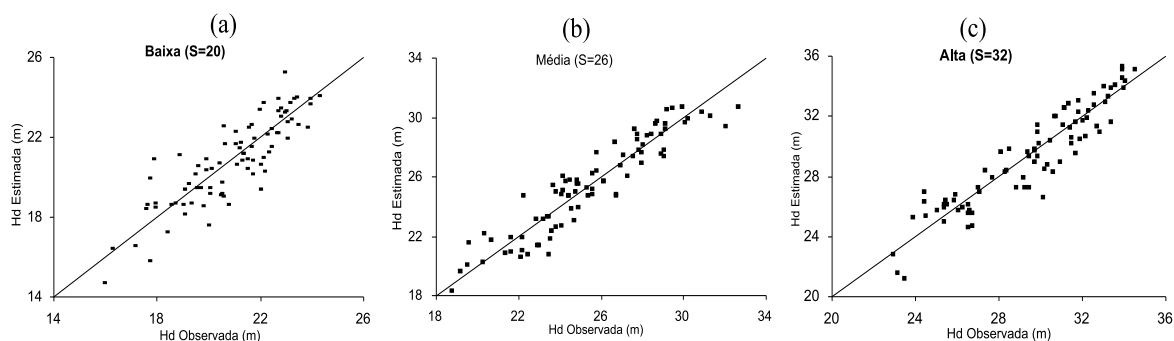 (a)
Baixa (S=20)
26
22
18
14
14
18
22
26
Hd Estimada (m)
Hd Observada (m)
(b)
Média (S=26)
34
30
26
22
18
18
22
26
30
34
Hd Estimada (m)
Hd Observada (m)
(c)
Alta (S=32)
36
32
28
24
20
20
24
28
32
36
Hd Estimada (m)
Hd Observada (m)